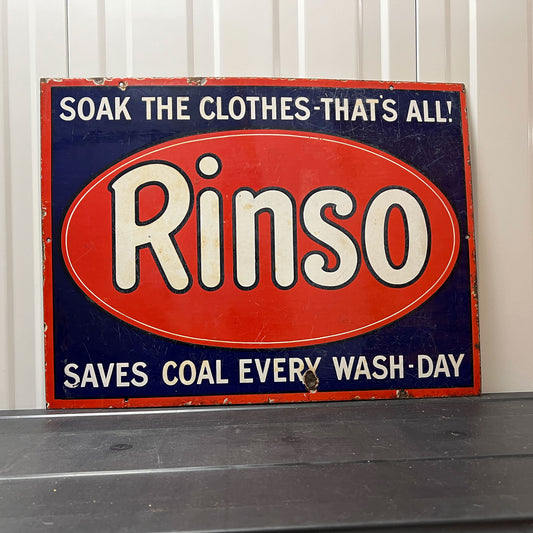 SOAK THE CLOTHES-THAT'S ALL!
Rinso
SAVES COAL EVERY WASH-DAY